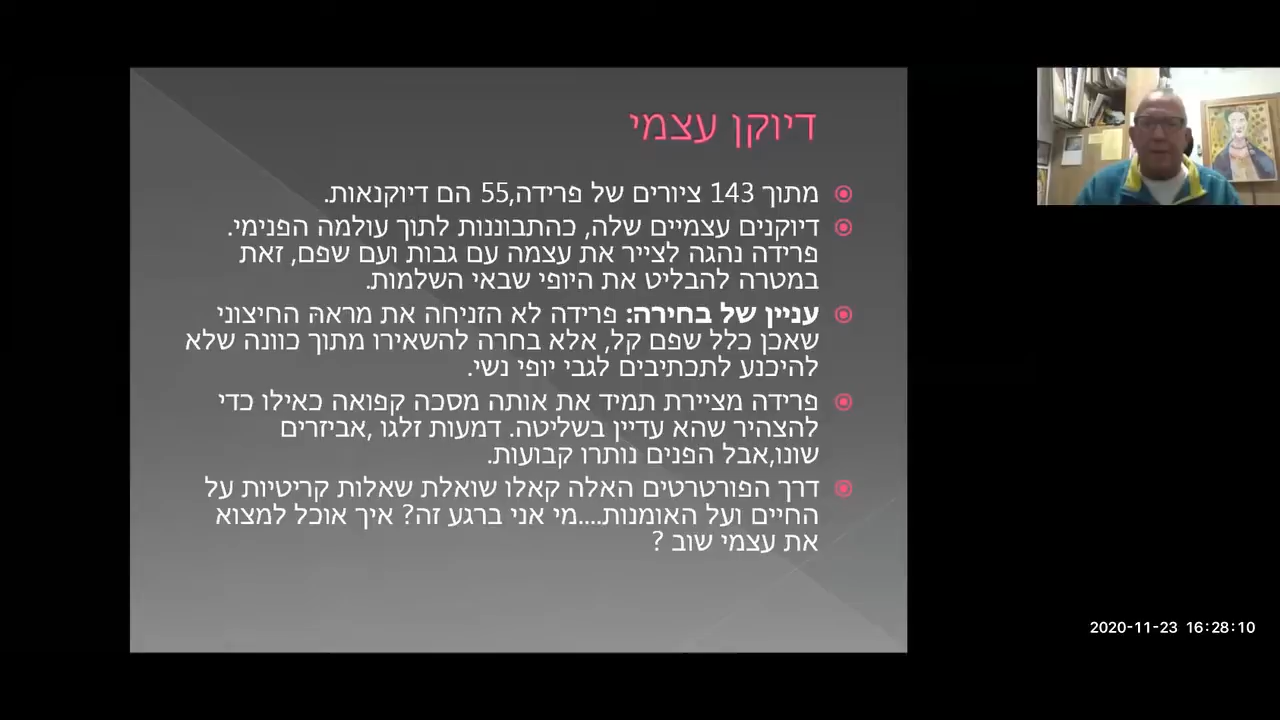 דיוקן עצמי
מתוך 143 ציורים של פרידה,55 הם דיוקנאות.
דיוקנים עצמיים שלה, כהתבוננות לתוך עולמה הפנימי.
פרידה נהגה לצייר את עצמה עם גבות ועם שפם, זאת
במטרה להבליט את היופי שבאי השלמות.
עניין של בחירה: פרידה לא הזניחה את מראה החיצוני
שאכן כלל שפם קל, אלא בחרה להשאירו מתוך כוונה שלא
להיכנע לתכתיבים לגבי יופי נשי.
פרידה מציירת תמיד את אותה מסכה קפואה כאילו כדי
להצהיר שהא עדיין בשליטה. דמעות זלגו ,אביזרים
שונו,אבל הפנים נותרו קבועות.
דרך הפורטרטים האלה קאלו שואלת שאלות קריטיות על
החיים ועל האומנות....מי אני ברגע זה? איך אוכל למצוא
את עצמי שוב ?
2020-11-23 16:28:10